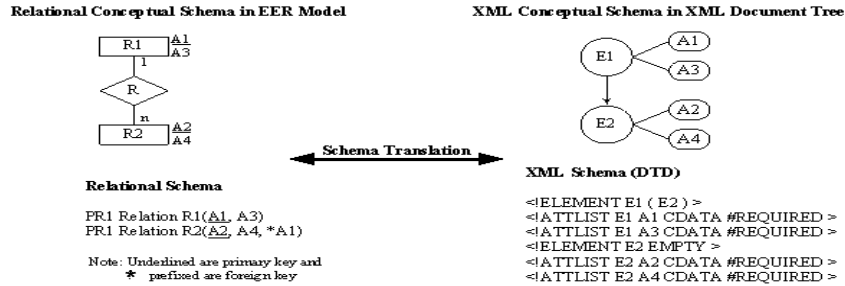 Relational Conceptual Schema in EER Model
R1
A1
A3
1
R
n
R2
A2
A4
Relational Schema
PR1 Relation R1(A1, A3)
PR1 Relation R2(A2, A4, *A1)
Note: Underlined are primary key and
* prefixed are foreign key
Schema Translation
XML Conceptual Schema in XML Document Tree
E1
A1
A3
E2
A2
A4
XML Schema (DTD)
<!ELEMENT E1 ( E2 ) >
<!ATTLIST E1 A1 CDATA #REQUIRED >
<!ATTLIST E1 A3 CDATA #REQUIRED >
<!ELEMENT E2 EMPTY >
<!ATTLIST E2 A2 CDATA #REQUIRED >
<!ATTLIST E2 A4 CDATA #REQUIRED >